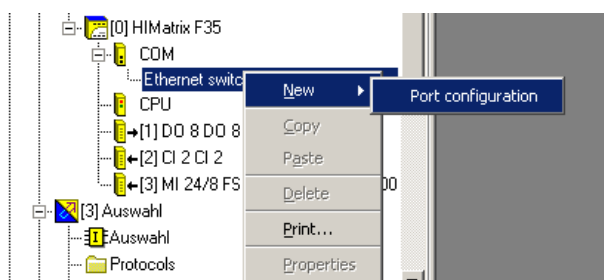 [0] HIMatrix F35
COM
Ethernet switc
New
Port configuration
CPU
[1] DO 8 DO 8
Copy
[2] CI 2 CI 2
Paste
[3] MI 24/8 FS
00
Delete
[3] Auswahl
Print...
Auswahl
Protocols
Properties